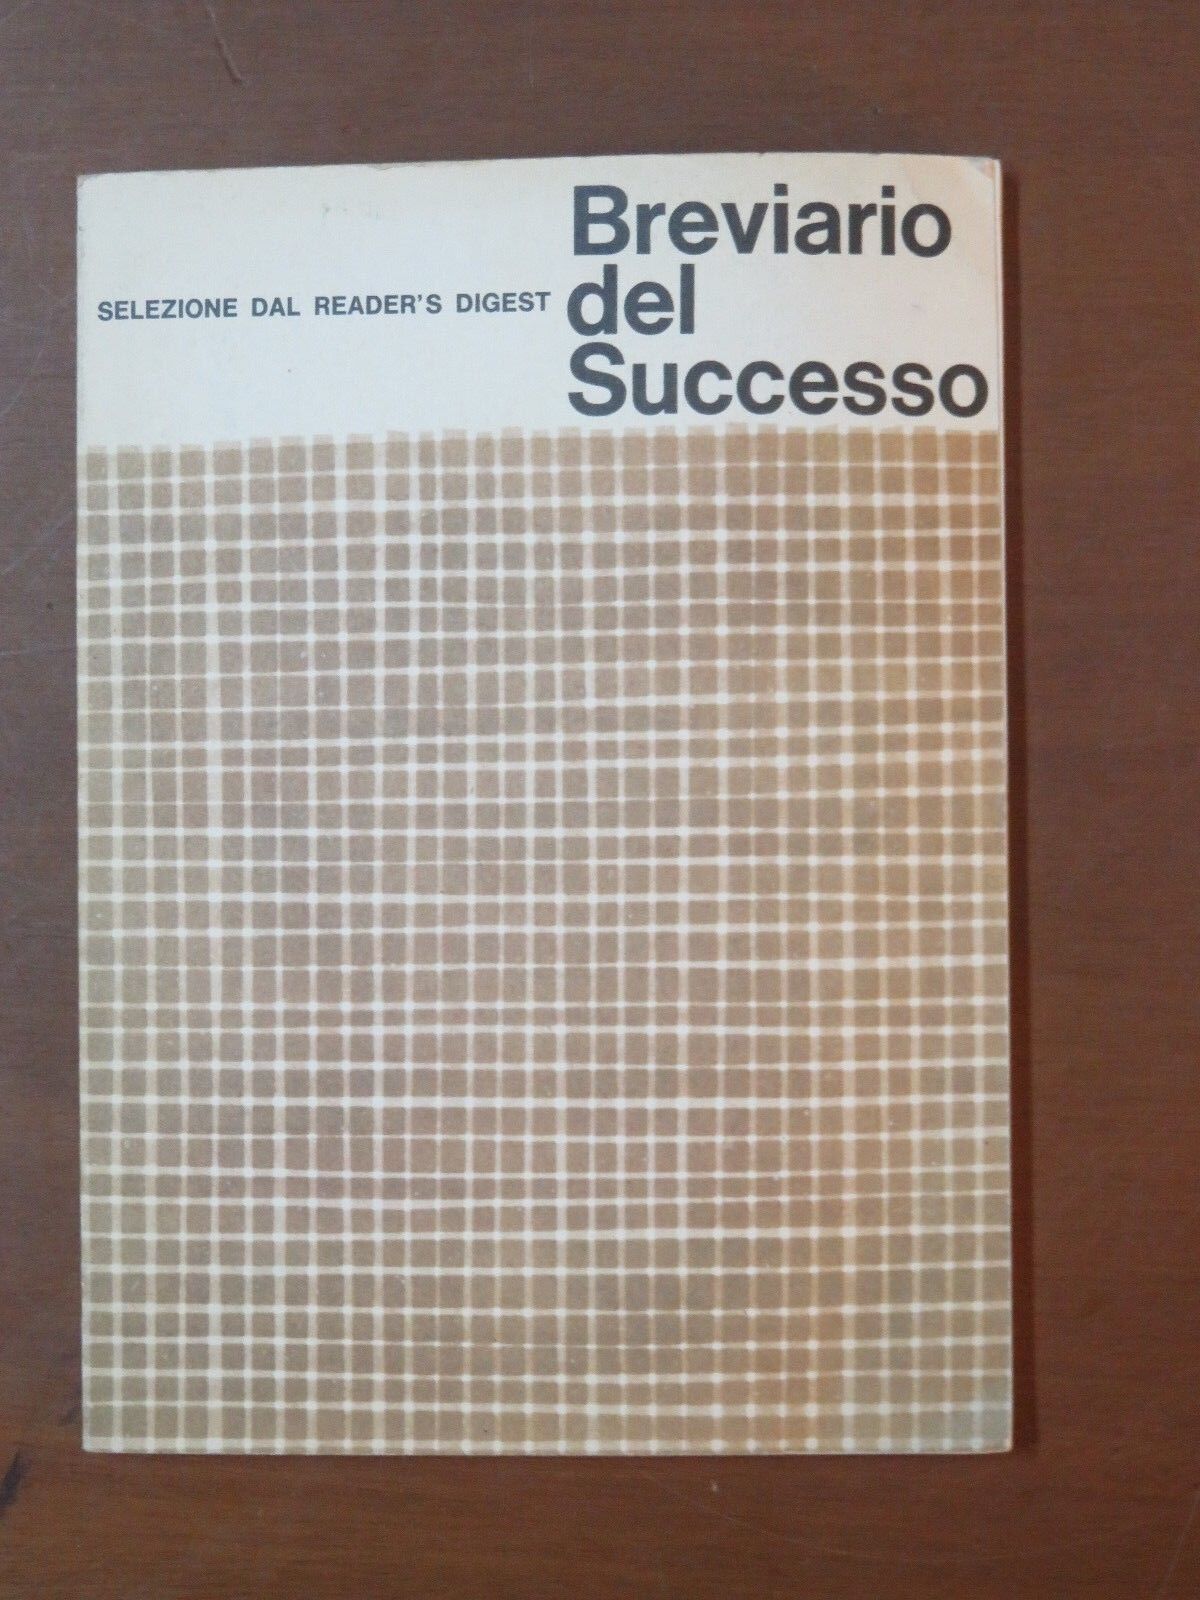 Breviario
del
Successo
SELEZIONE DAL READER'S DIGEST